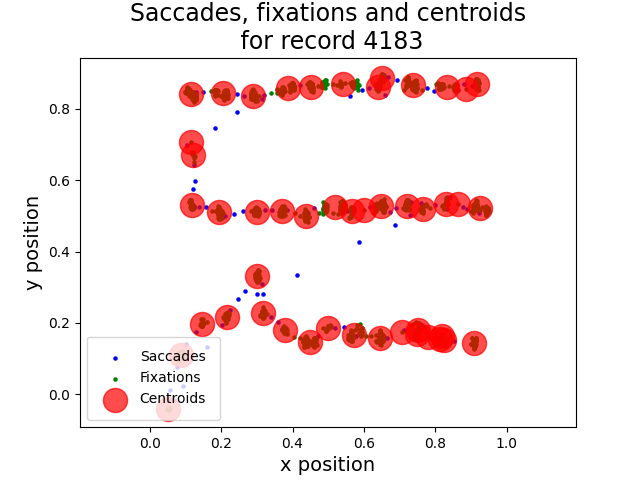 Saccades, fixations and centroids
for record 4183
0.8
0.6
0.4
0.2
0.0
y position
Saccades
Fixations
Centroids
0.0 0.2 0.4 0.6 0.8 1.0
x position